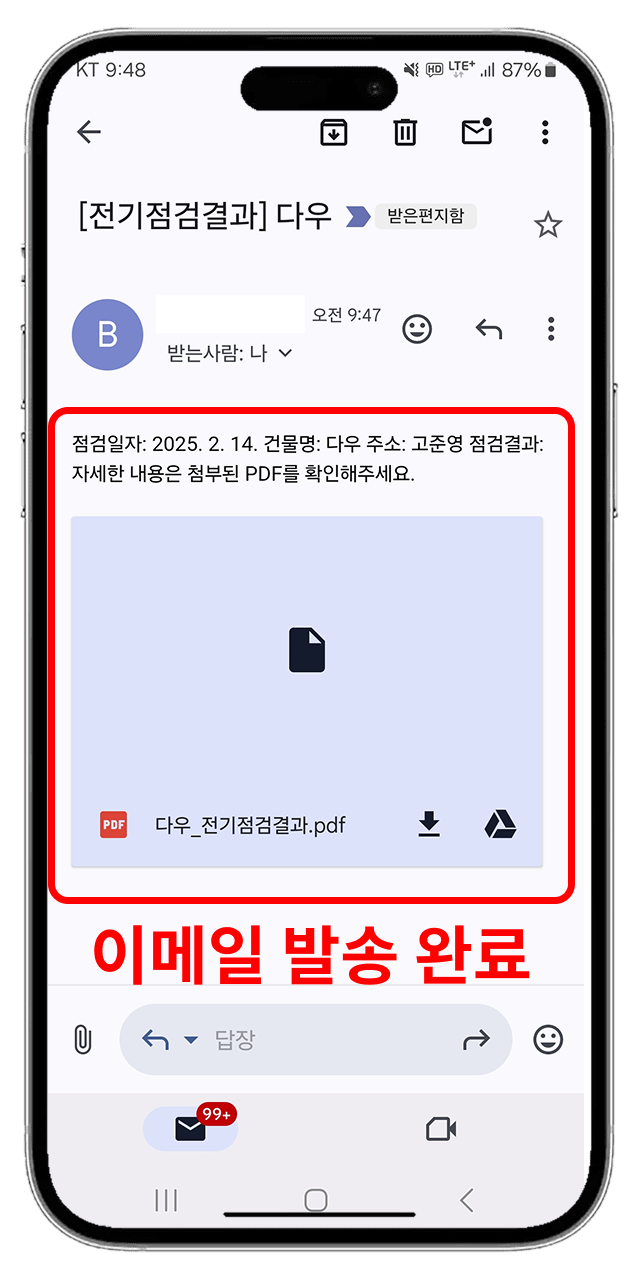 KT 9:48 HD LTE+ 87%
[전기점검결과] 다우 받은편지함
B
오전 9:47
받는사람: 나
점검일자: 2025. 2. 14. 건물명: 다우 주소: 고준영 점검결과:
자세한 내용은 첨부된 PDF를 확인해주세요.
PDF 다우_전기점검결과.pdf
이메일 발송 완료
답장
99+